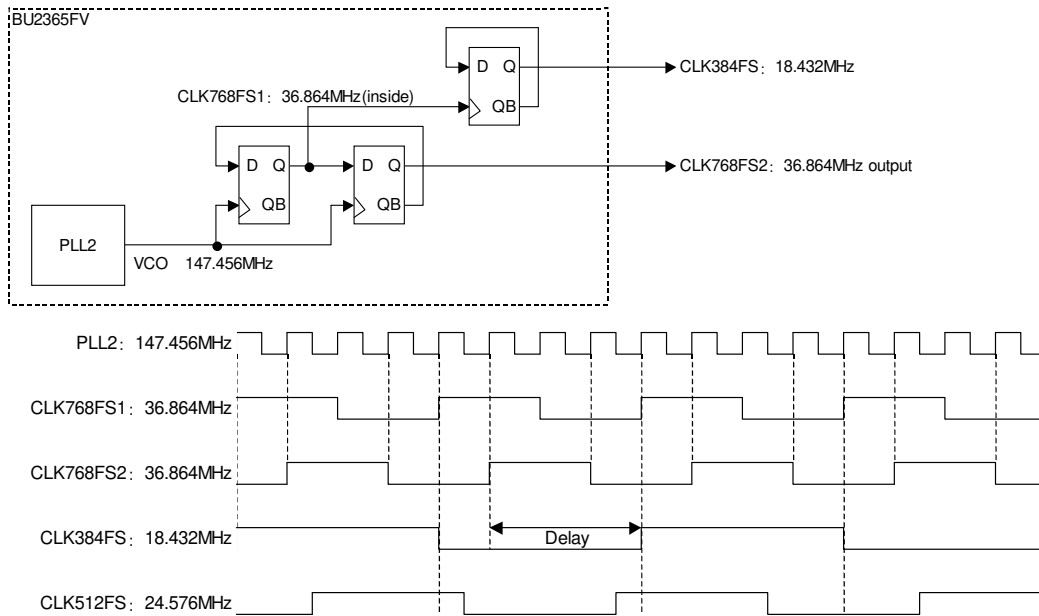 BU2365FV
D Q
QB
CLK384FS: 18.432MHz
CLK768FS1: 36.864MHz(inside)
D Q
QB
D Q
QB
CLK768FS2: 36.864MHz output
PLL2
VCO 147.456MHz
PLL2: 147.456MHz
CLK768FS1: 36.864MHz
CLK768FS2: 36.864MHz
CLK384FS: 18.432MHz
Delay
CLK512FS: 24.576MHz